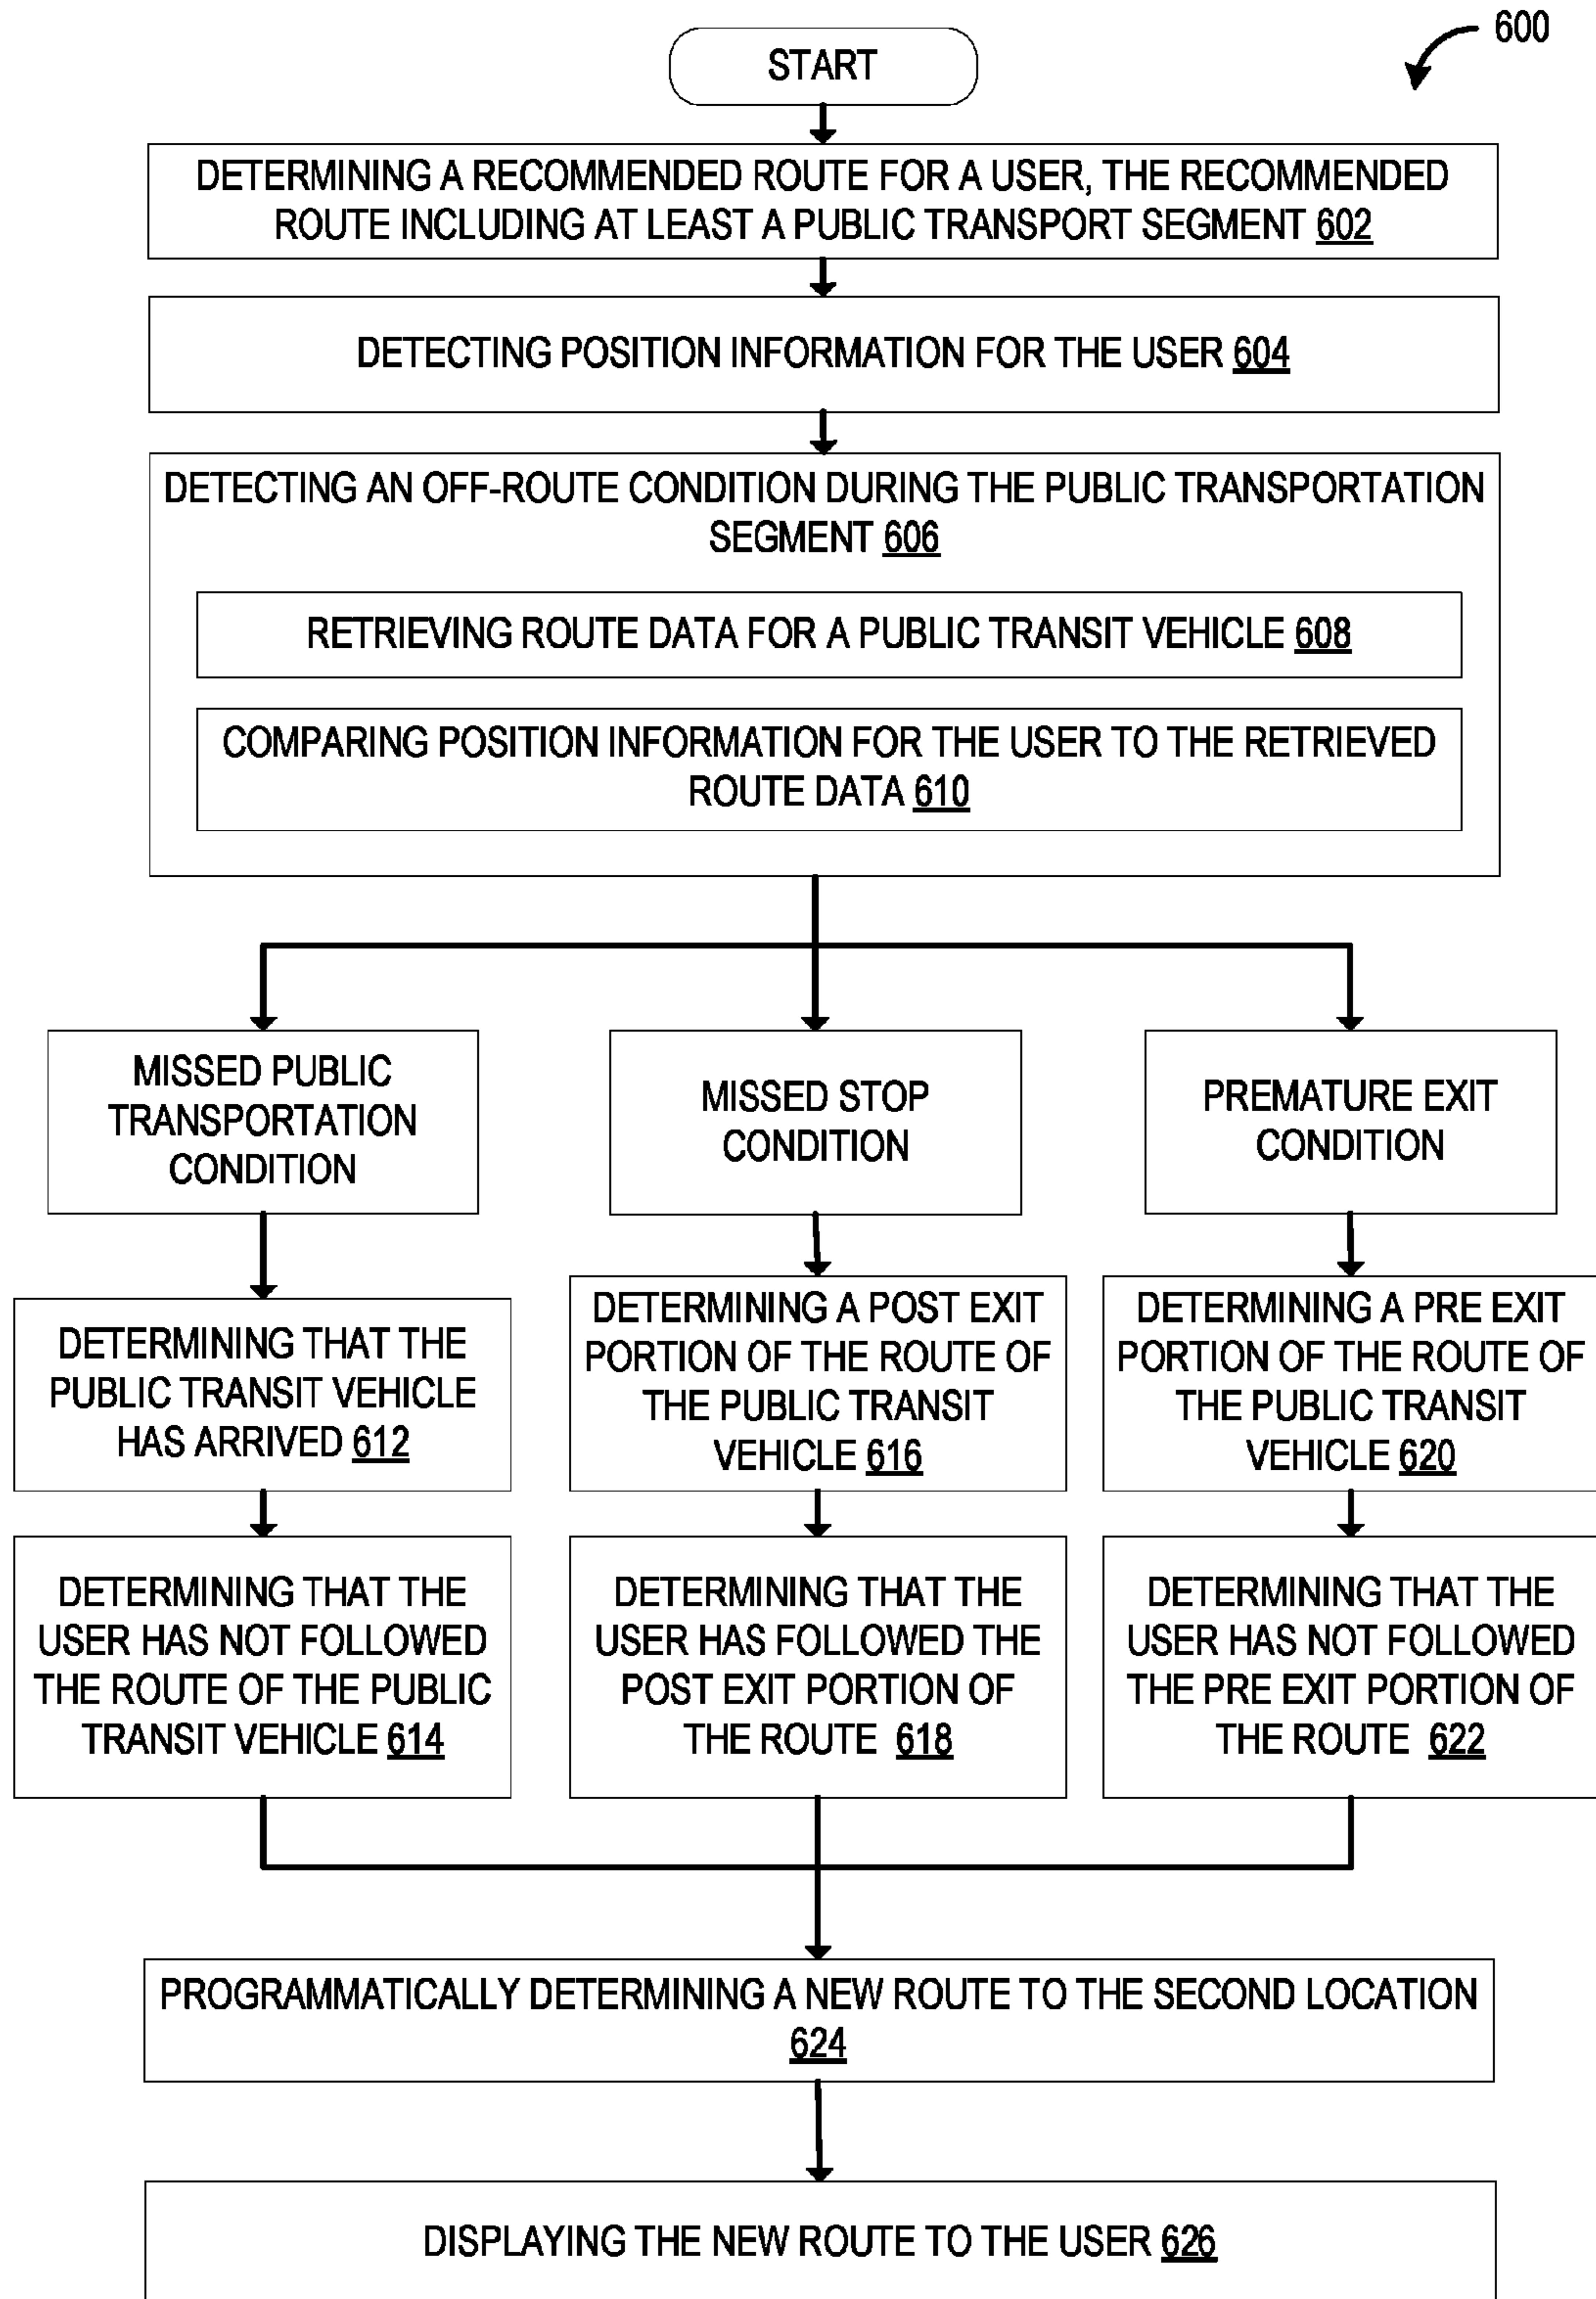 600
START
DETERMINING A RECOMMENDED ROUTE FOR A USER, THE RECOMMENDED
ROUTE INCLUDING AT LEAST A PUBLIC TRANSPORT SEGMENT 602
DETECTING POSITION INFORMATION FOR THE USER 604
DETECTING AN OFF-ROUTE CONDITION DURING THE PUBLIC TRANSPORTATION
SEGMENT 606
RETRIEVING ROUTE DATA FOR A PUBLIC TRANSIT VEHICLE 608
COMPARING POSITION INFORMATION FOR THE USER TO THE RETRIEVED
ROUTE DATA 610
MISSED PUBLIC
TRANSPORTATION
CONDITION
MISSED STOP
CONDITION
PREMATURE EXIT
CONDITION
DETERMINING THAT THE
PUBLIC TRANSIT VEHICLE
HAS ARRIVED 612
DETERMINING A POST EXIT
PORTION OF THE ROUTE OF
THE PUBLIC TRANSIT
VEHICLE 616
DETERMINING A PRE EXIT
PORTION OF THE ROUTE OF
THE PUBLIC TRANSIT
VEHICLE 620
DETERMINING THAT THE
USER HAS NOT FOLLOWED
THE ROUTE OF THE PUBLIC
TRANSIT VEHICLE 614
DETERMINING THAT THE
USER HAS FOLLOWED THE
POST EXIT PORTION OF
THE ROUTE 618
DETERMINING THAT THE
USER HAS NOT FOLLOWED
THE PRE EXIT PORTION OF
THE ROUTE 622
PROGRAMMATICALLY DETERMINING A NEW ROUTE TO THE SECOND LOCATION
624
DISPLAYING THE NEW ROUTE TO THE USER 626